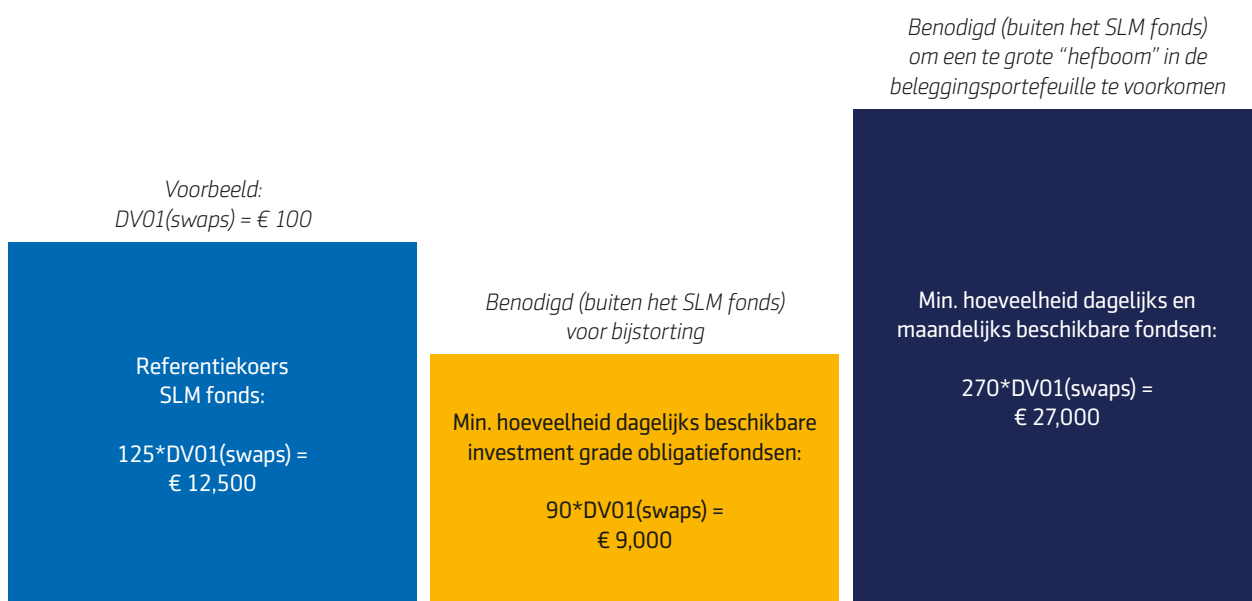 Voorbeeld:
DV01(swaps) = € 100
Referentiekoers
SLM fonds:
125*DV01(swaps) =
€ 12,500
Benodigd (buiten het SLM fonds)
voor bijstorting
Min. hoeveelheid dagelijks beschikbare
investment grade obligatiefondsen:
90*DV01(swaps) =
€ 9,000
Benodigd (buiten het SLM fonds)
om een te grote “hefboom” in de
beleggingsportefeuille te voorkomen
Min. hoeveelheid dagelijks en
maandelijks beschikbare fondsen:
270*DV01(swaps) =
€ 27,000